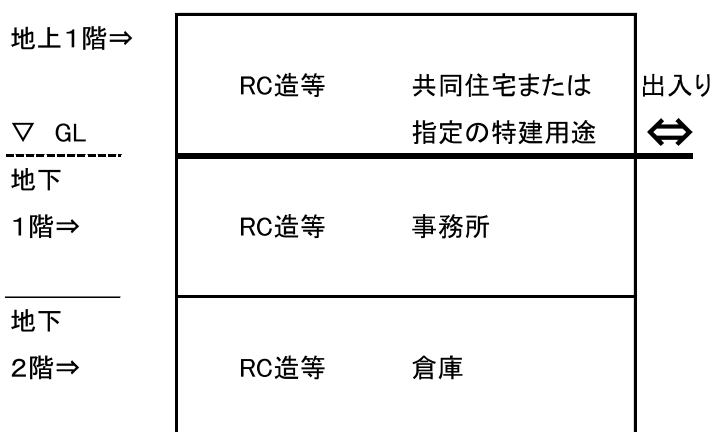 地上1階⇒
RC造等 共同住宅または 出入り
▽ GL 指定の特建用途 ⇔
地下
1階⇒ RC造等 事務所
地下
2階⇒ RC造等 倉庫